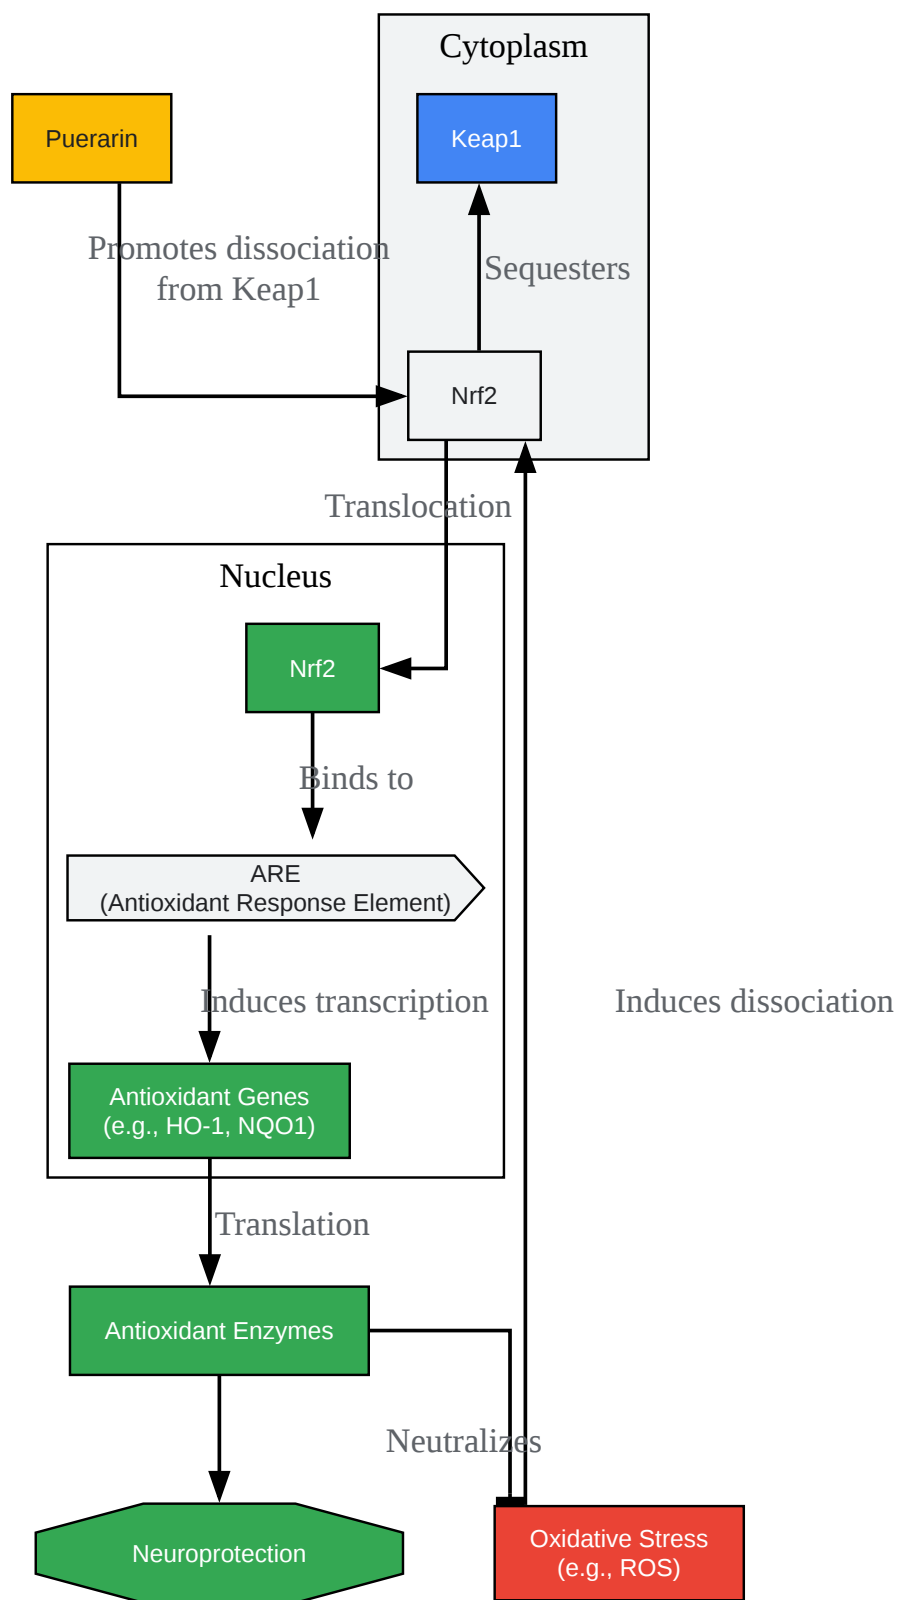 Cytoplasm
Puerarin
Keap1
Promotes dissociation
from Keap1
Sequesters
Nrf2
Translocation
Nucleus
Nrf2
Binds to
ARE
(Antioxidant Response Element)
Induces transcription
Induces dissociation
Antioxidant Genes
(e.g., HO-1, NQO1)
Translation
Antioxidant Enzymes
Neutralizes
Oxidative Stress
(e.g., ROS)
Neuroprotection